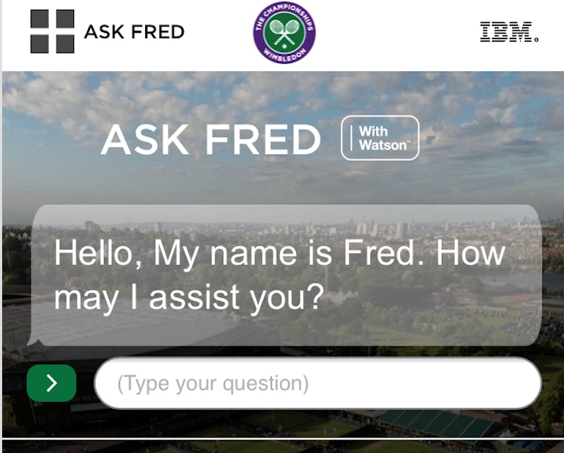 ASK FRED
THE CHAMPIONSHIPS
WIMBLEDON
IBM.
ASK FRED
With
Watson™
Hello, My name is Fred. How
may I assist you?
(Type your question)